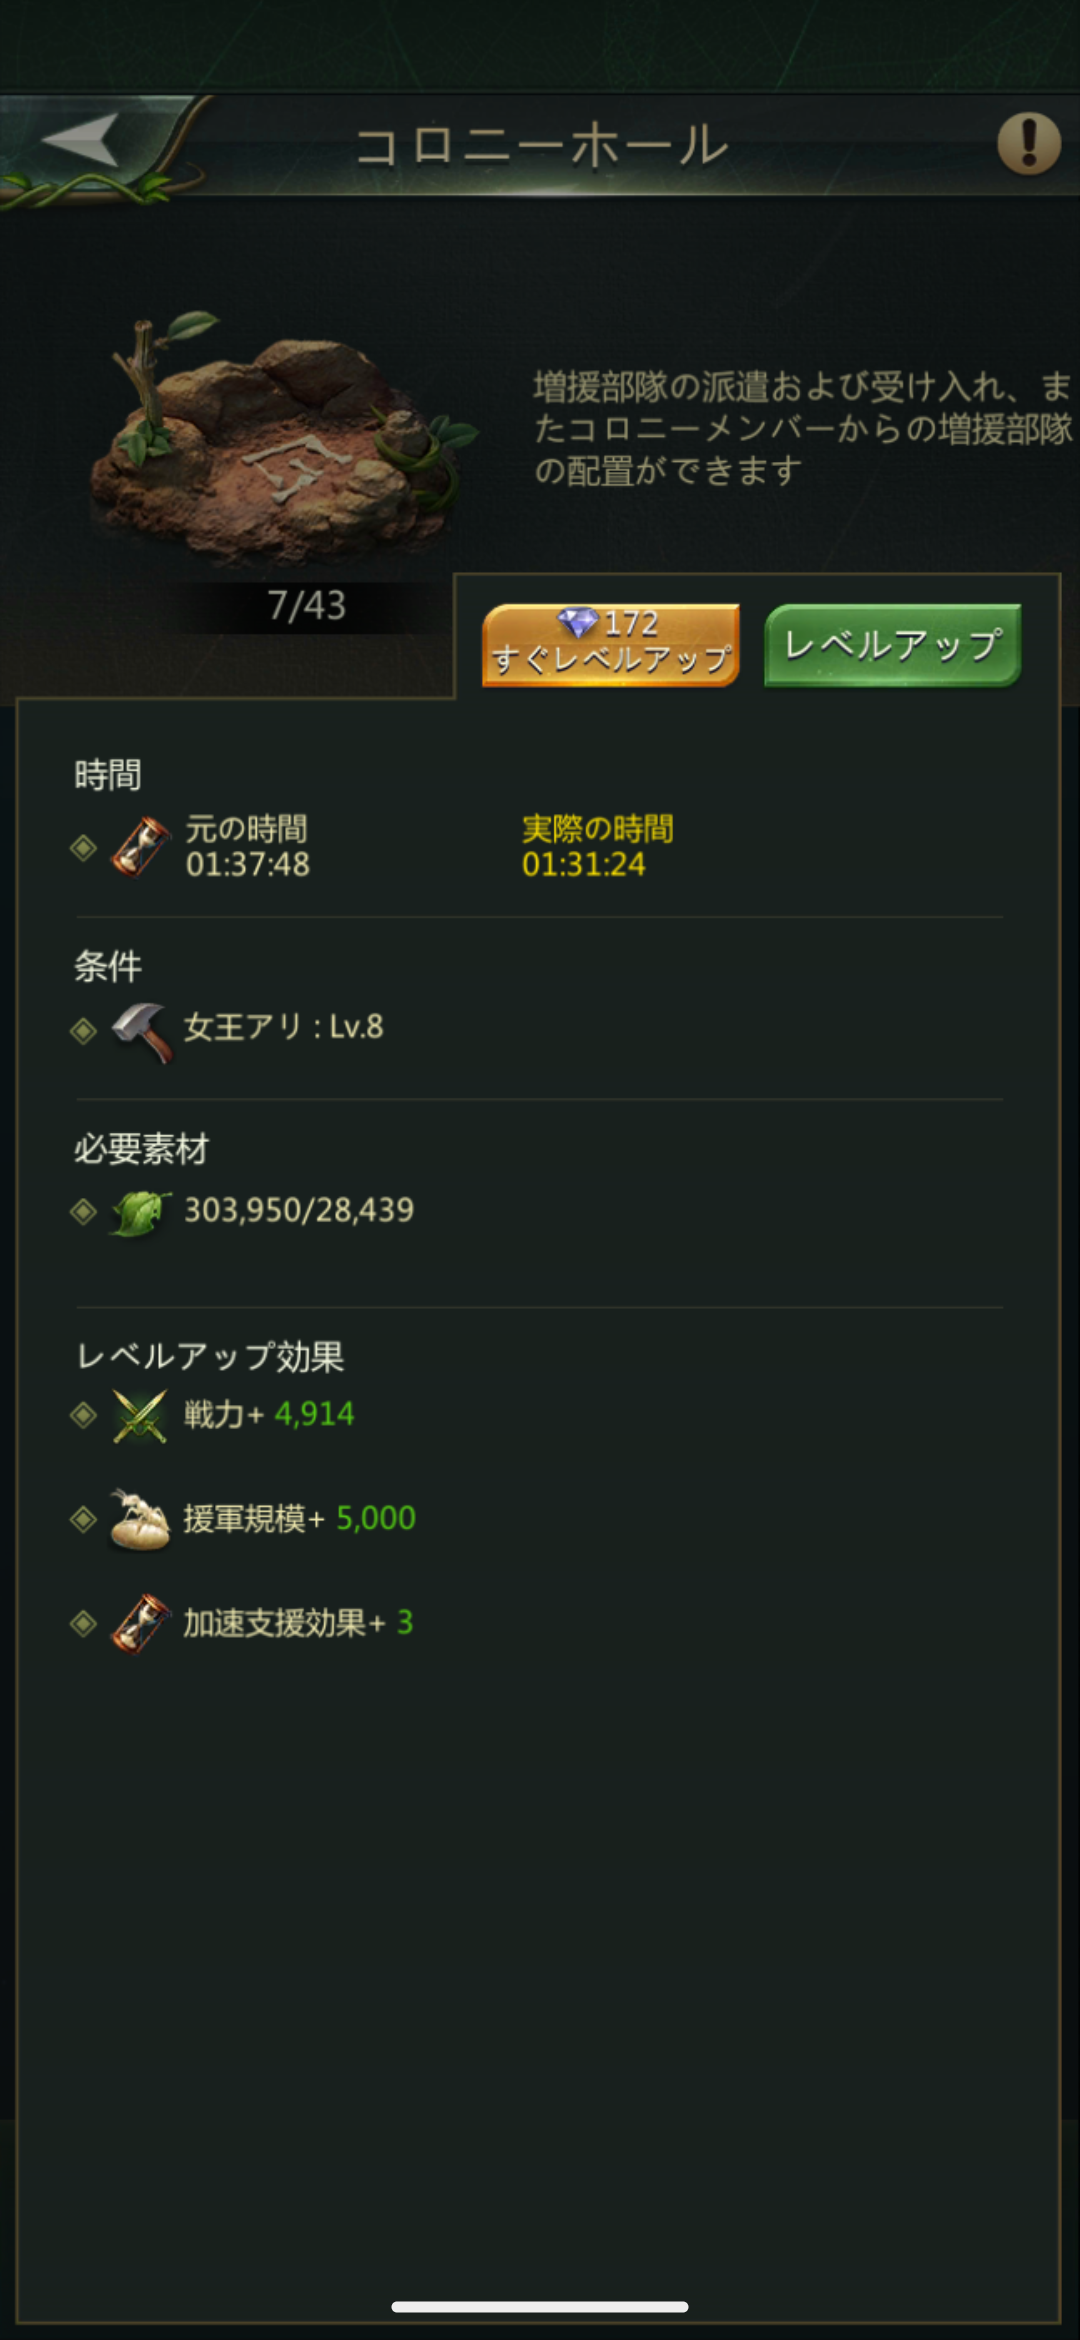 コロニーホール
増援部隊の派遣および受け入れ、ま
たコロニーメンバーからの増援部隊
の配置ができます
7/43
172
すぐレベルアップ
レベルアップ
時間
元の時間
01:37:48
実際の時間
01:31:24
条件
女王アリ : Lv.8
必要素材
303,950/28,439
レベルアップ効果
戦力+ 4,914
援軍規模+ 5,000
加速支援効果+ 3